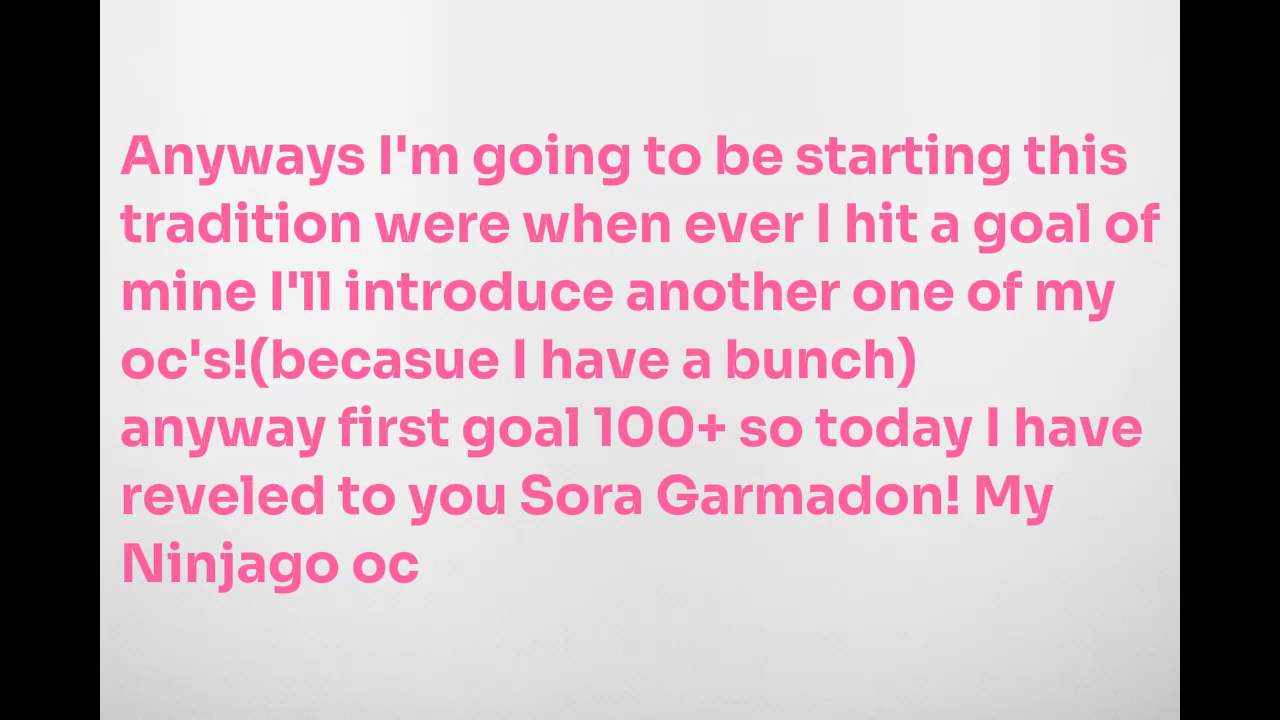 Anyways I'm going to be starting this
tradition were when ever I hit a goal of
mine I'll introduce another one of my
oc's!(becasue I have a bunch)
anyway first goal 100+ so today I have
reveled to you Sora Garmadon! My
Ninjago oc